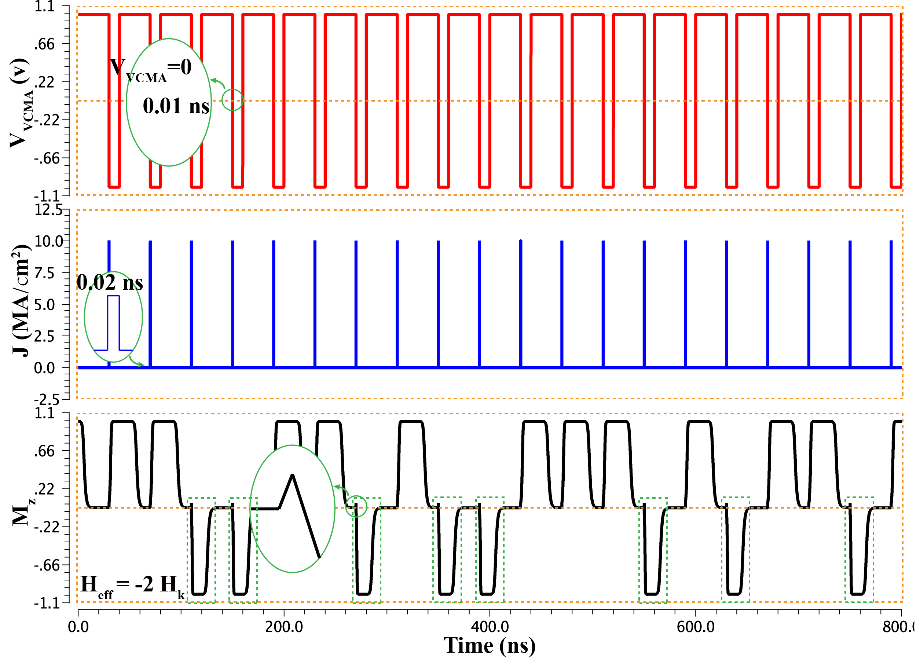 1.1
.66
.22
-.22
-.66
-1.1
V_VCMA (v)
V_VCMA=0
0.01 ns
12.5
10.0
7.5
5.0
2.5
0.0
-2.5
J (MA/cm²)
0.02 ns
1.1
.66
.22
-.22
-.66
-1.1
M_z
H_eff = -2 H_k
0.0 200.0 400.0 600.0 800.0
Time (ns)